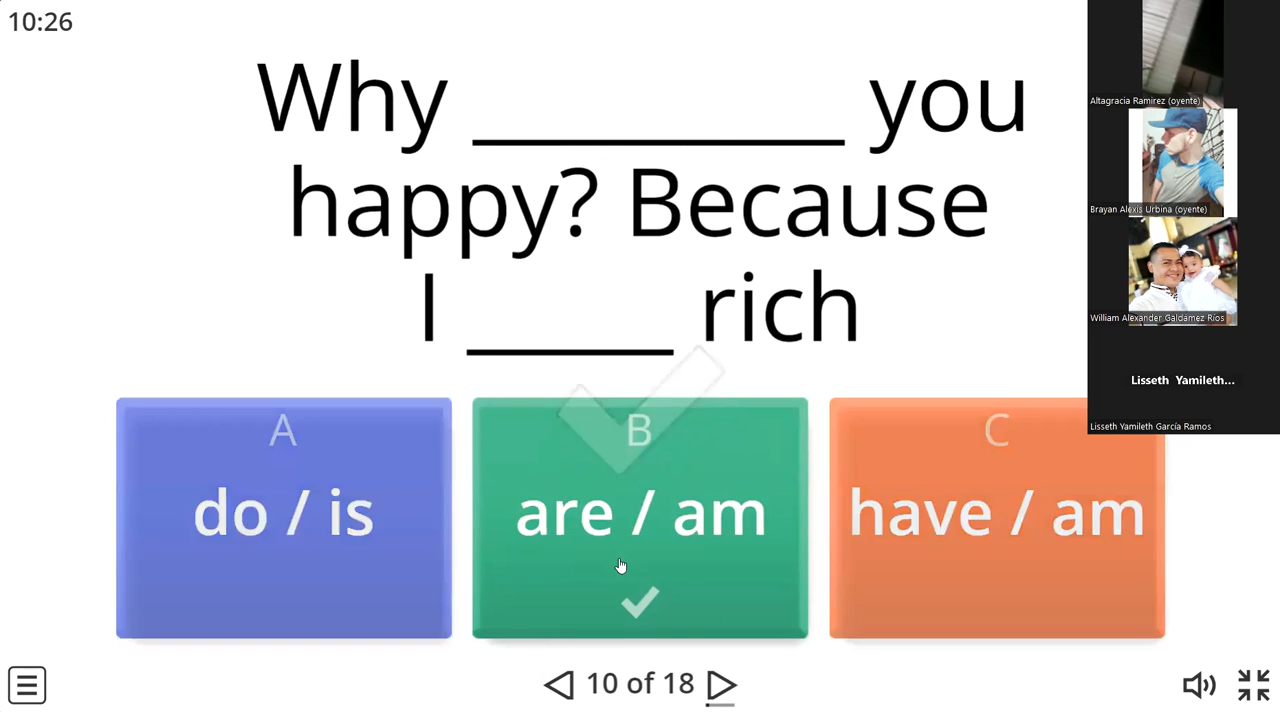 10:26
Why __________ you
happy? Because
I _____ rich
A
do / is
B
are / am
C
have / am
10 of 18
Altagracia Ramirez (oyente)
Brayan Alexis Urbina (oyente)
William Alexander Galdamez Rios
Lisseth Yamileth...
Lisseth Yamileth García Ramos